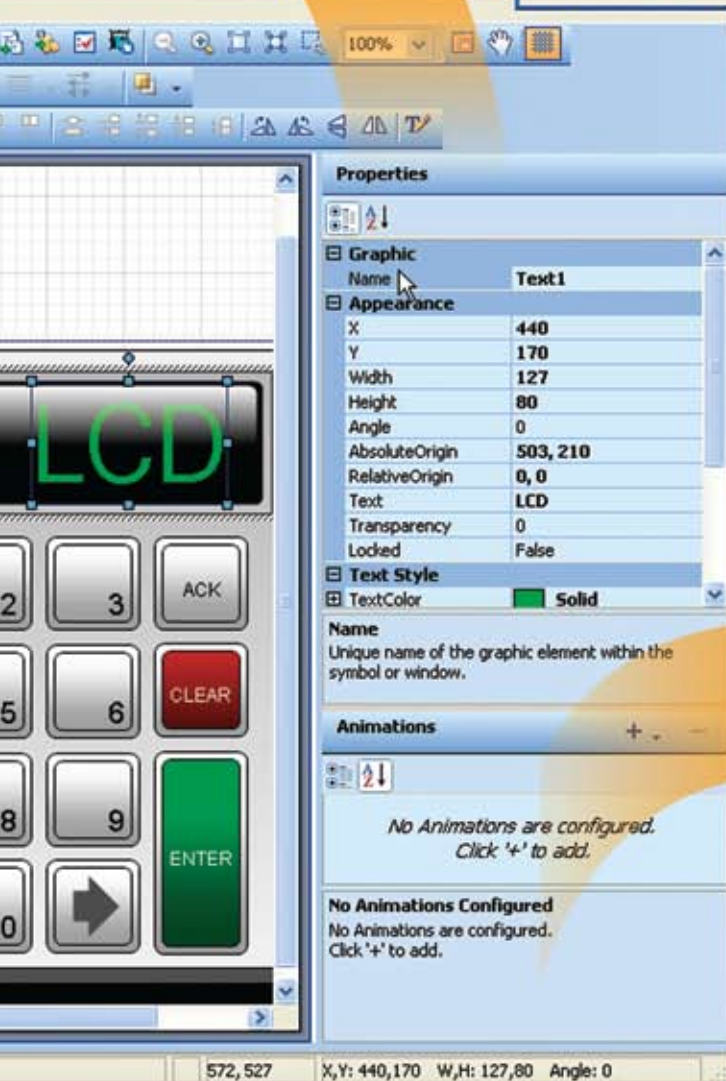 100%
Properties
Graphic
Name Text1
Appearance
X 440
Y 170
Width 127
Height 80
Angle 0
AbsoluteOrigin 503, 210
RelativeOrigin 0, 0
Text LCD
Transparency 0
Locked False
Text Style
TextColor Solid
Name
Unique name of the graphic element within the
symbol or window.
Animations
No Animations are configured.
Click '+' to add.
No Animations Configured
No Animations are configured.
Click '+' to add.
LCD
2 3 ACK
5 6 CLEAR
8 9 ENTER
0
572, 527 X,Y: 440,170 W,H: 127,80 Angle: 0